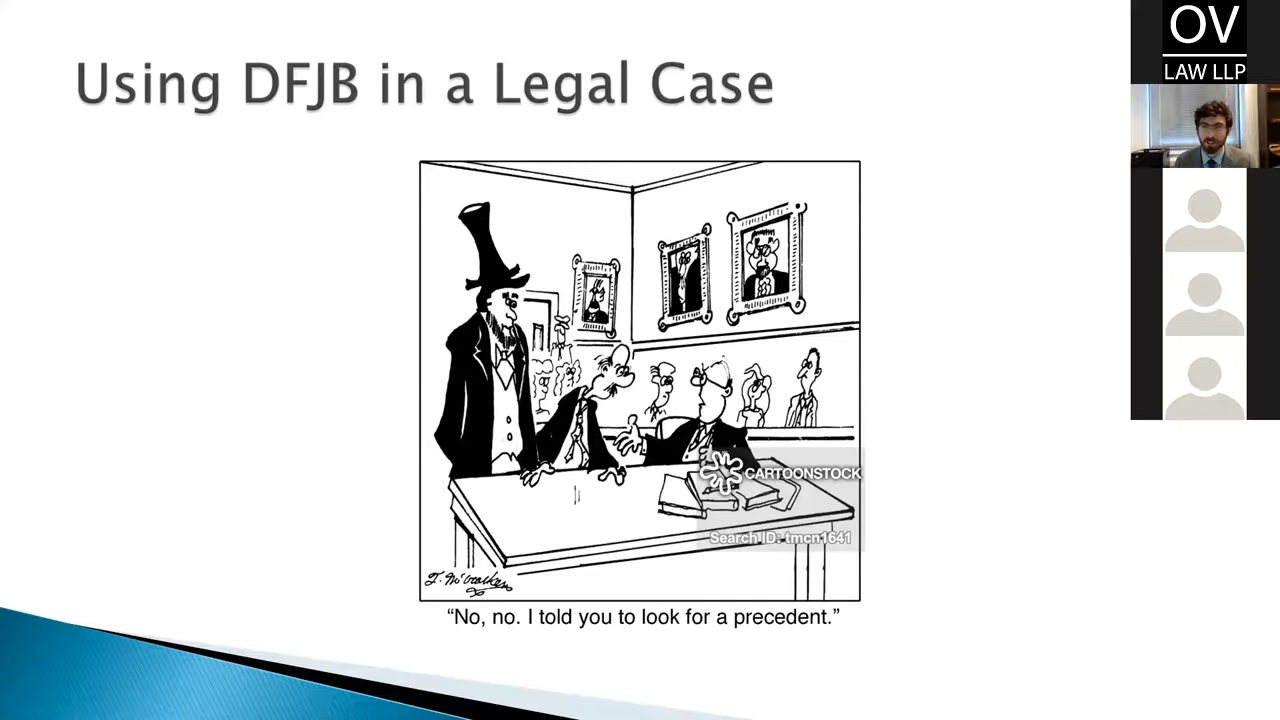 Using DFJB in a Legal Case
OV
LAW LLP
CARTOONSTOCK
Search ID: tmcn1641
“No, no. I told you to look for a precedent.”